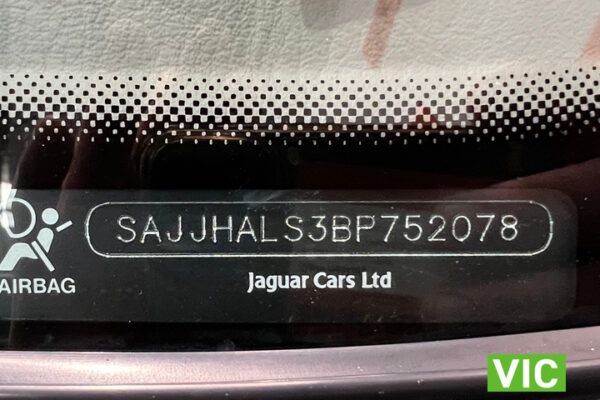 SAJJHALS3BP752078
AIRBAG
Jaguar Cars Ltd
VIC